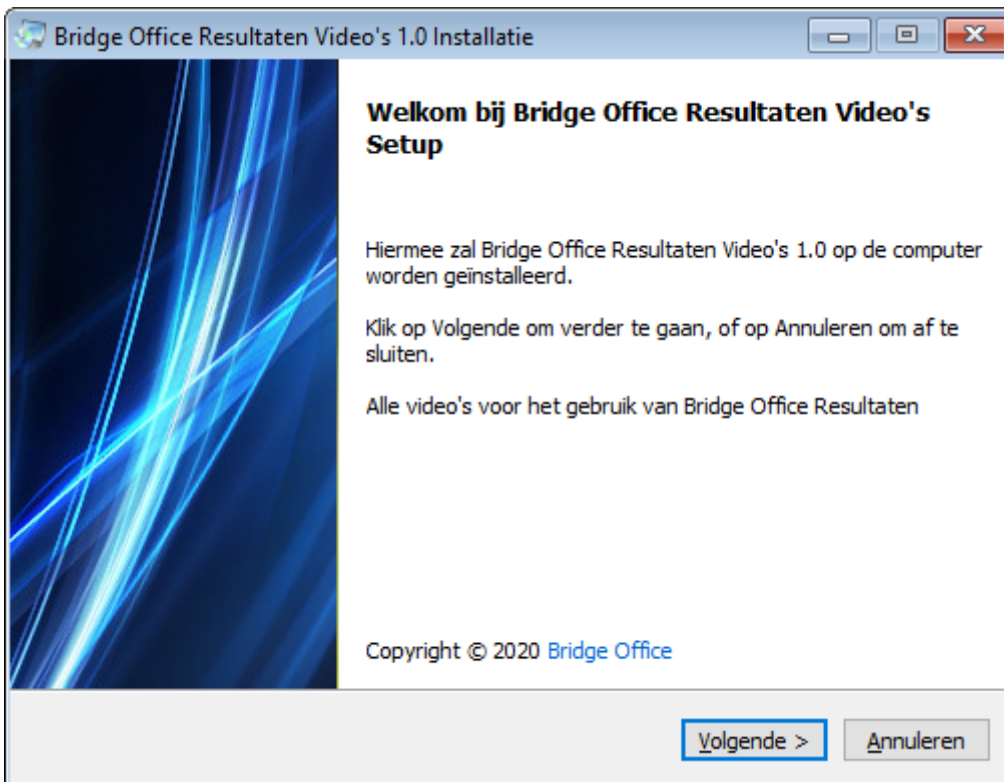 Bridge Office Resultaten Video's 1.0 Installatie
Welkom bij Bridge Office Resultaten Video's
Setup
Hiermee zal Bridge Office Resultaten Video's 1.0 op de computer
worden geïnstalleerd.
Klik op Volgende om verder te gaan, of op Annuleren om af te
sluiten.
Alle video's voor het gebruik van Bridge Office Resultaten
Copyright © 2020 Bridge Office
Volgende > Annuleren